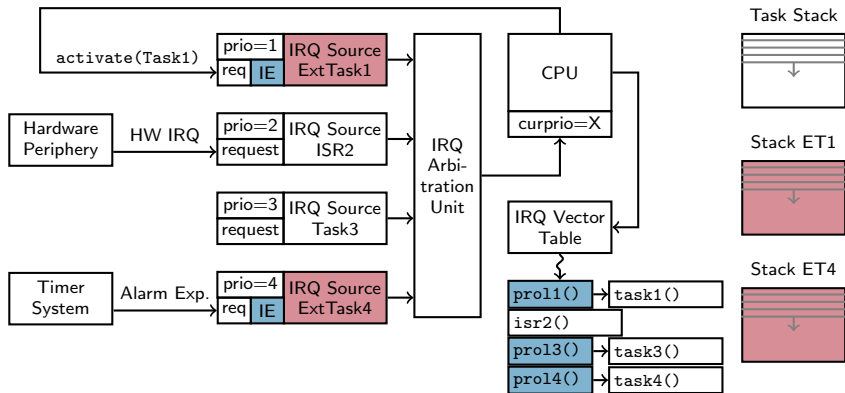 activate(Task1)
prio=1
req
IE
IRQ Source
ExtTask1
Hardware
Periphery
HW IRQ
prio=2
request
IRQ Source
ISR2
prio=3
request
IRQ Source
Task3
Timer
System
Alarm Exp.
prio=4
req
IE
IRQ Source
ExtTask4
IRQ
Arbi-
tration
Unit
CPU
curprio=X
IRQ Vector
Table
prol1()
task1()
isr2()
prol3()
task3()
prol4()
task4()
Task Stack
Stack ET1
Stack ET4